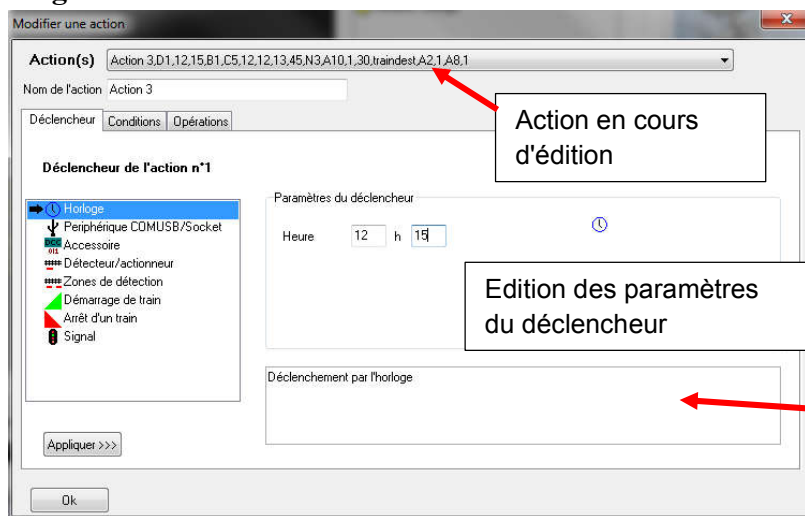 Modifier une action
Action(s) Action 3,D1,12,15,B1,C5,12,12,13,45,N3,A10,1,30,traindest,A2,1,A8,1
Nom de l'action Action 3
Action en cours
d'édition
Déclencheur Conditions Opérations
Déclencheur de l'action n°1
Horloge
Periphérique COMUSB/Socket
Accessoire
Détecteur/actionneur
Zones de détection
Démarrage de train
Arrêt d'un train
Signal
Paramètres du déclencheur
Heure 12 h 15
Edition des paramètres
du déclencheur
Déclenchement par l'horloge
Appliquer >>>
Ok